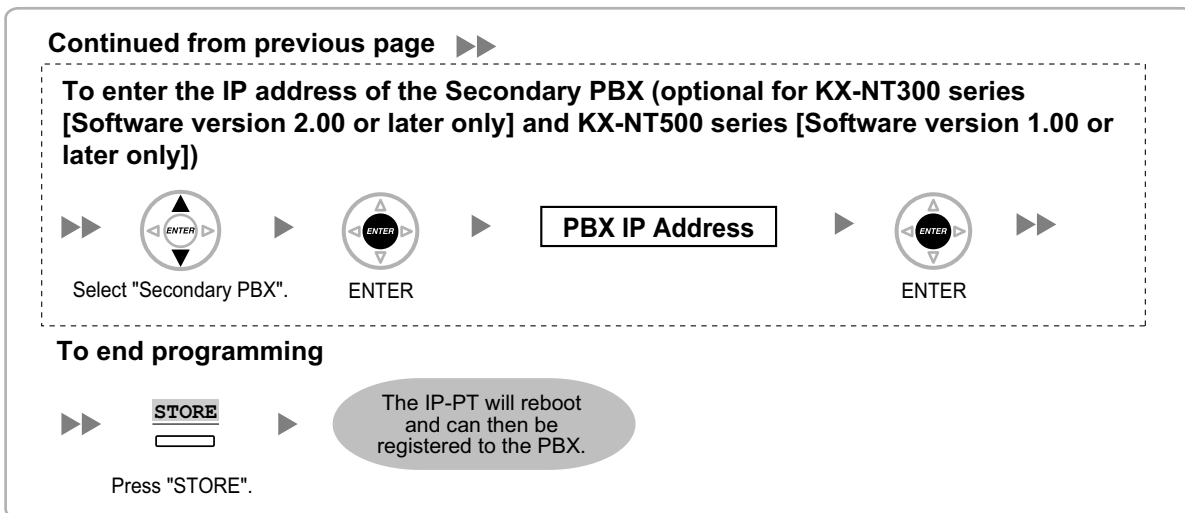 Continued from previous page
To enter the IP address of the Secondary PBX (optional for KX-NT300 series
[Software version 2.00 or later only] and KX-NT500 series [Software version 1.00 or
later only])
ENTER
ENTER
PBX IP Address
ENTER
Select "Secondary PBX".
ENTER
ENTER
To end programming
STORE
The IP-PT will reboot
and can then be
registered to the PBX.
Press "STORE".